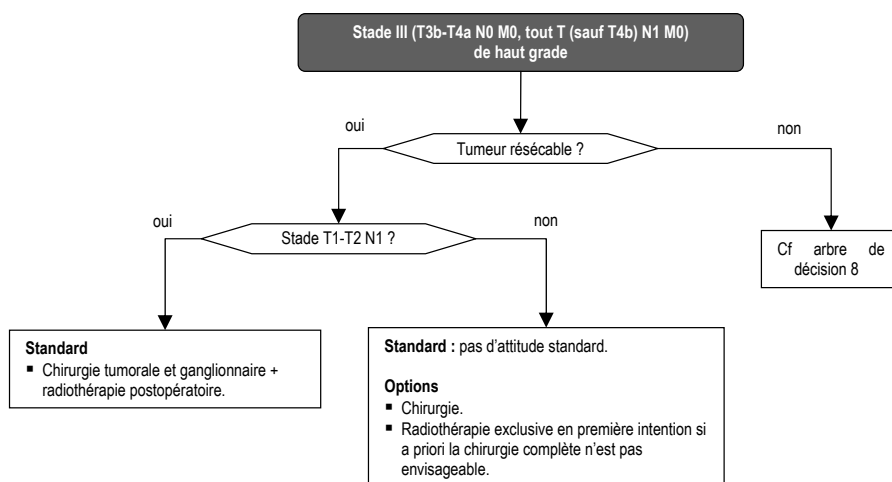 Stade III (T3b-T4a N0 M0, tout T (sauf T4b) N1 M0)
de haut grade
oui
non
Tumeur résécable ?
oui
non
Stade T1-T2 N1 ?
Cf arbre de
décision 8
Standard
▪ Chirurgie tumorale et ganglionnaire +
radiothérapie postopératoire.
Standard : pas d'attitude standard.
Options
▪ Chirurgie.
▪ Radiothérapie exclusive en première intention si
a priori la chirurgie complète n'est pas
envisageable.